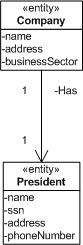 «entity»
Company
-name
-address
-businessSector
1 -Has
1
«entity»
President
-name
-ssn
-address
-phoneNumber